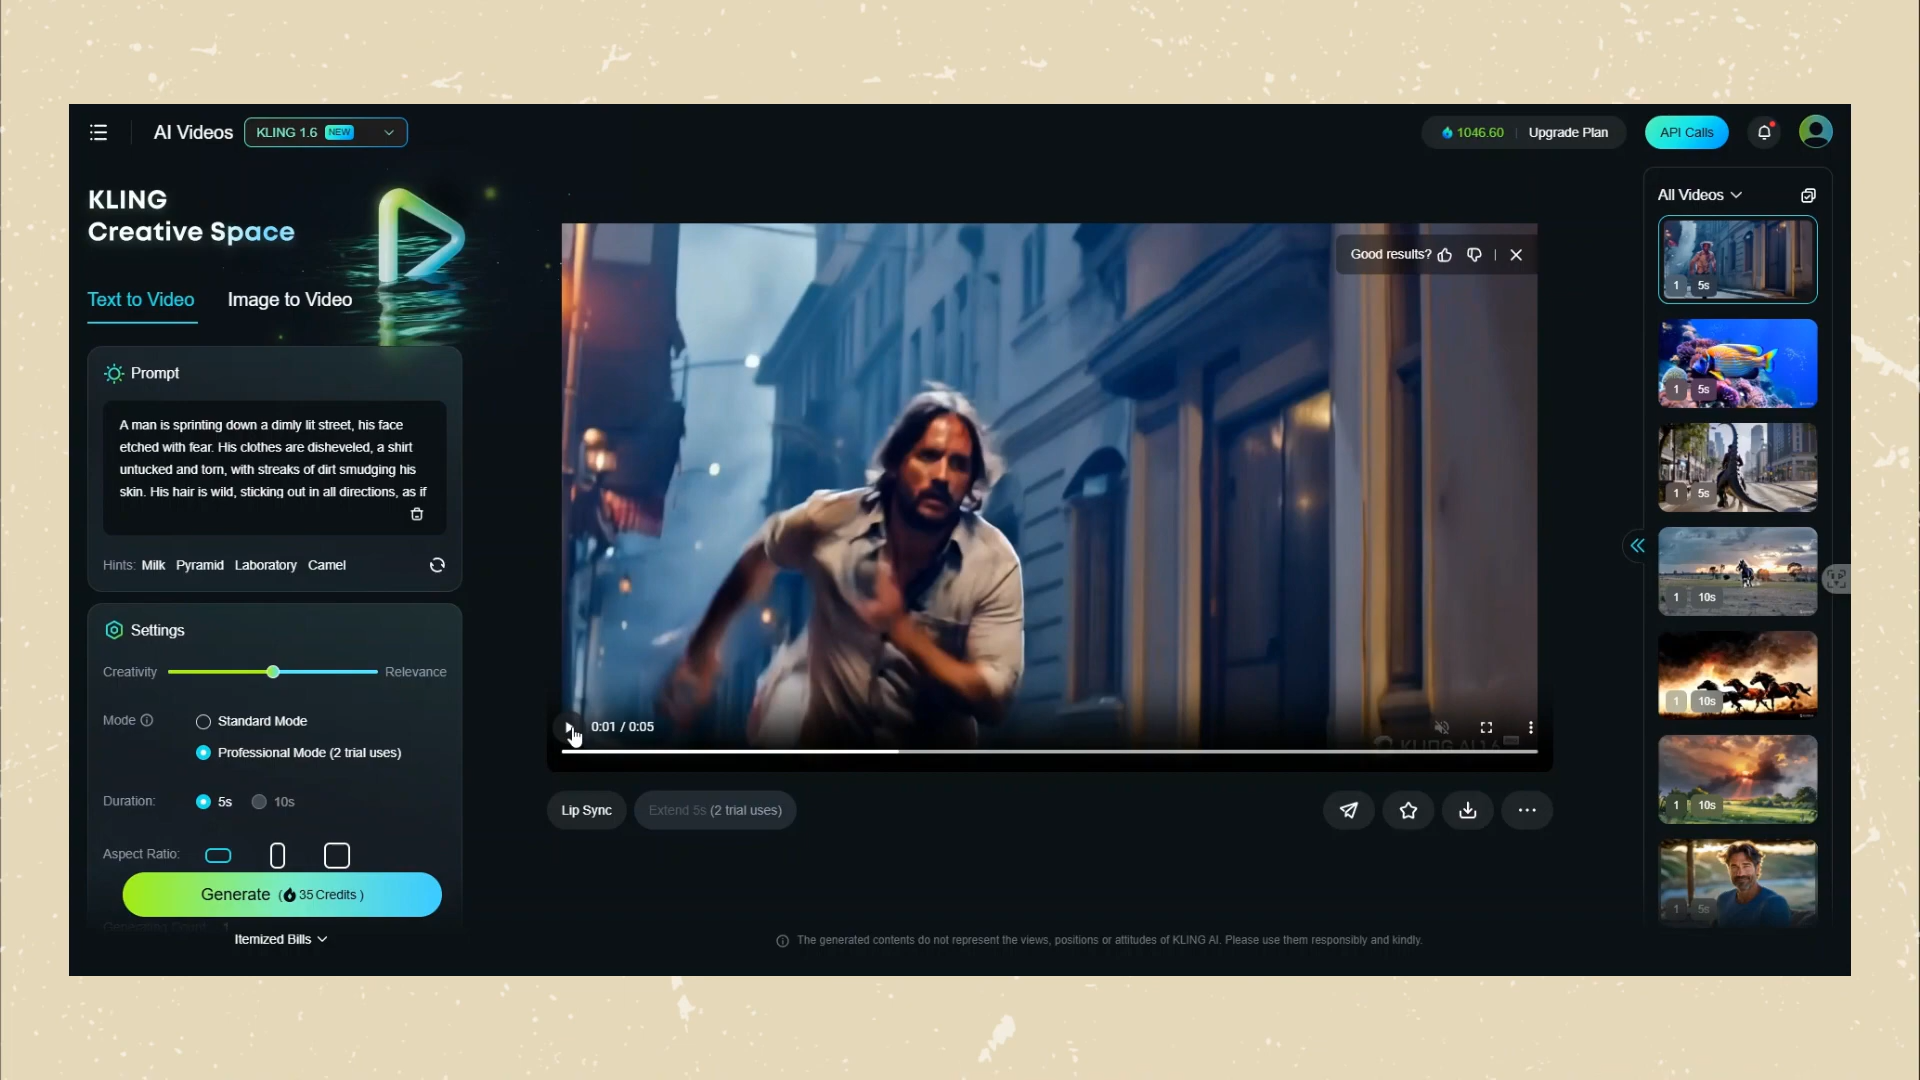 AI Videos
KLING 1.6 NEW
1046.60
Upgrade Plan
API Calls
KLING
Creative Space
Text to Video
Image to Video
Prompt
A man is sprinting down a dimly lit street, his face
etched with fear. His clothes are disheveled, a shirt
untucked and torn, with streaks of dirt smudging his
skin. His hair is wild, sticking out in all directions, as if
Hints: Milk Pyramid Laboratory Camel
Settings
Creativity
Relevance
Mode
Standard Mode
Professional Mode (2 trial uses)
Duration:
5s
10s
Aspect Ratio:
Generate ( 35 Credits )
Itemized Bills
Good results?
0:01 / 0:05
KLING AI 1.6
Lip Sync
Extend 5s (2 trial uses)
The generated contents do not represent the views, positions or attitudes of KLING AI. Please use them responsibly and kindly.
All Videos
1 5s
1 5s
1 5s
1 10s
1 10s
1 10s
1 5s